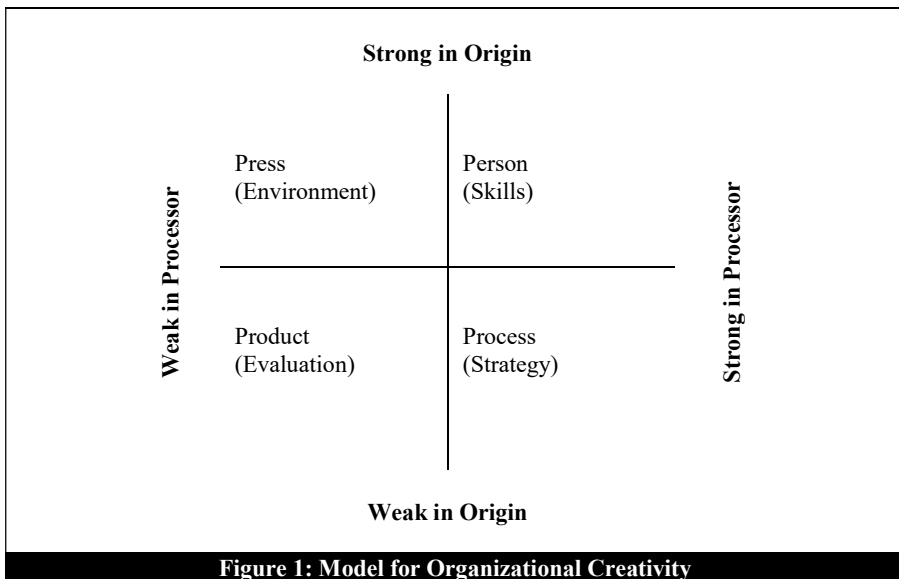 Strong in Origin
Press
(Environment)
Person
(Skills)
Weak in Processor
Strong in Processor
Product
(Evaluation)
Process
(Strategy)
Weak in Origin
Figure 1: Model for Organizational Creativity